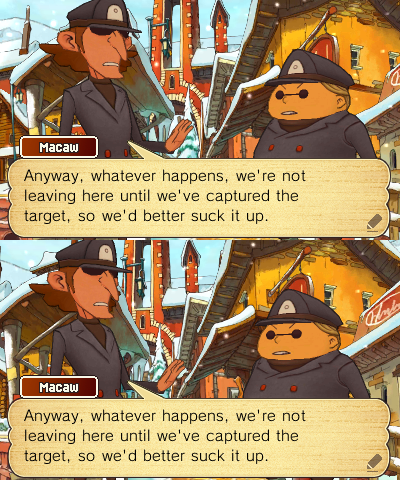 Macaw
Anyway, whatever happens, we're not
leaving here until we've captured the
target, so we'd better suck it up.
Macaw
Anyway, whatever happens, we're not
leaving here until we've captured the
target, so we'd better suck it up.